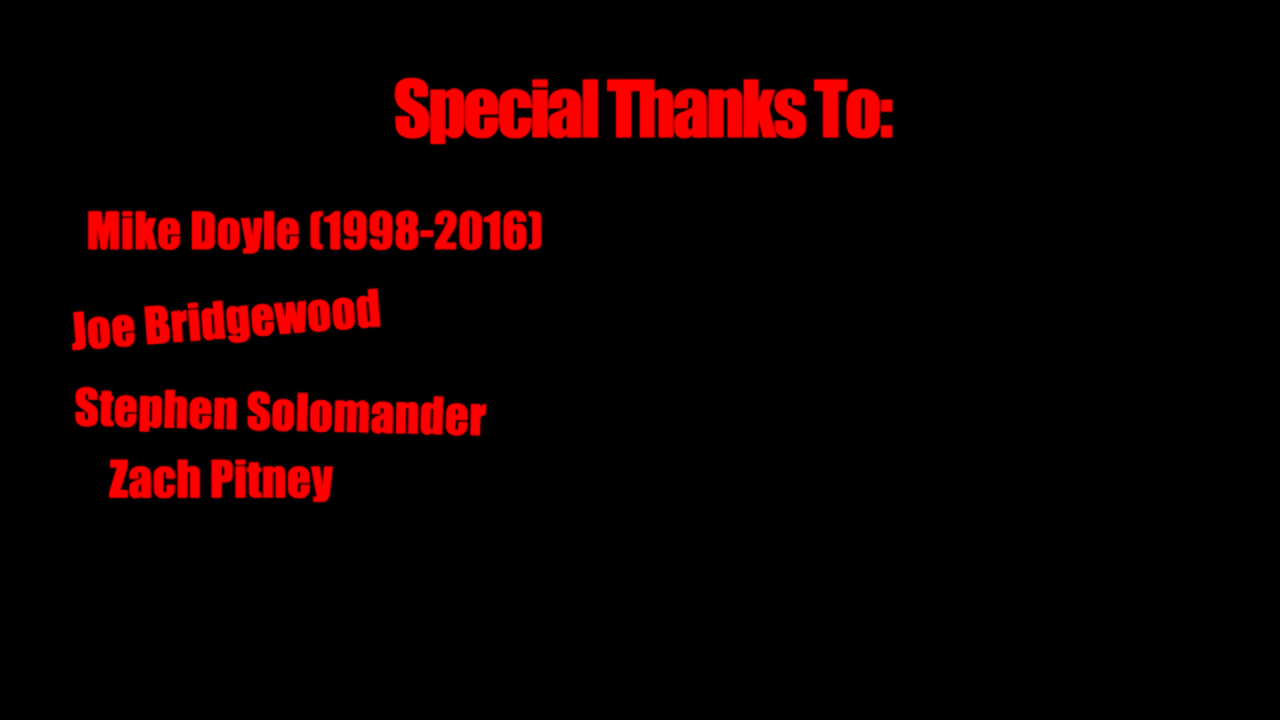 Special Thanks To:
Mike Doyle (1998-2016)
Joe Bridgewood
Stephen Solomander
Zach Pitney